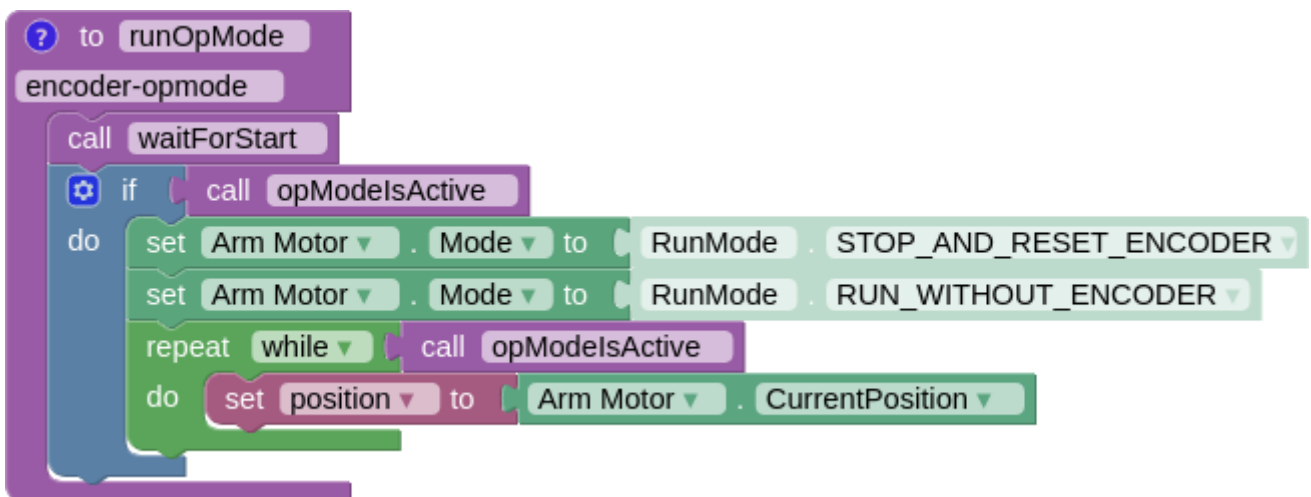 ? to runOpMode
encoder-opmode
call waitForStart
if call opModeIsActive
do set Arm Motor . Mode to RunMode . STOP_AND_RESET_ENCODER
set Arm Motor . Mode to RunMode . RUN_WITHOUT_ENCODER
repeat while call opModeIsActive
do set position to Arm Motor . CurrentPosition